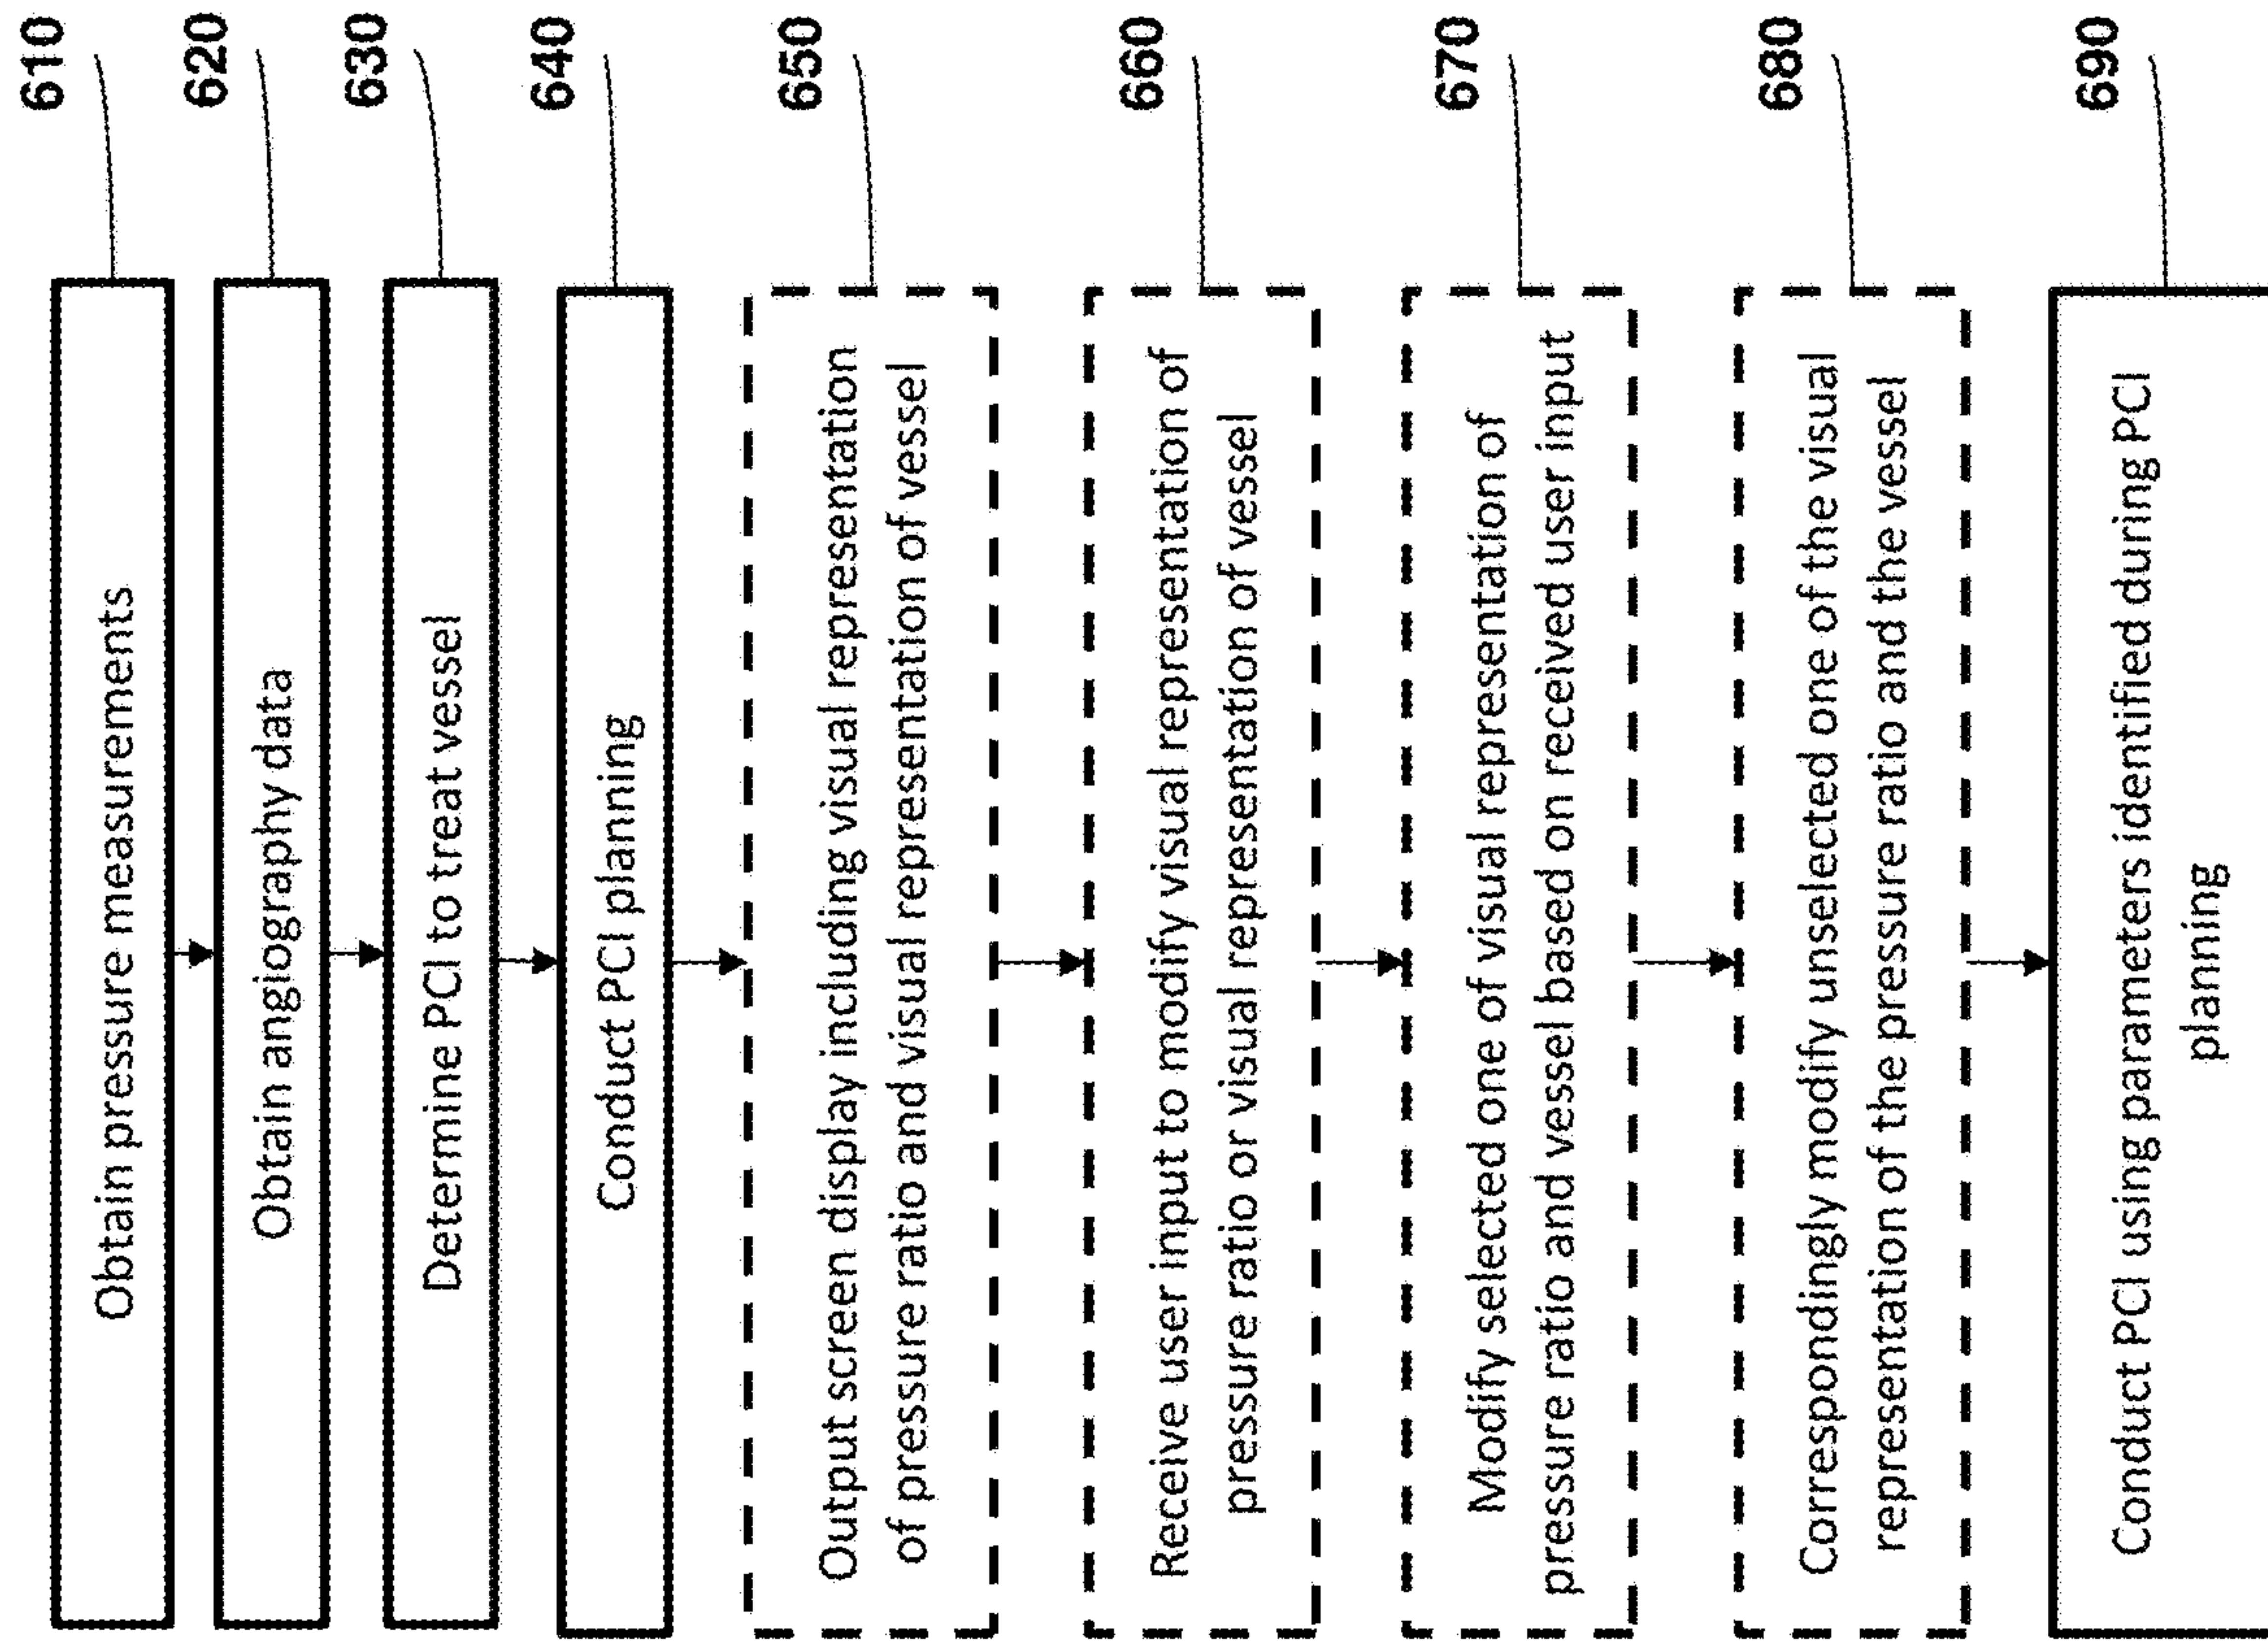 Obtain pressure measurements
610
Obtain angiography data
620
Determine PCI to treat vessel
630
Conduct PCI planning
640
Output screen display including visual representation
of pressure ratio and visual representation of vessel
650
Receive user input to modify visual representation of
pressure ratio or visual representation of vessel
660
Modify selected one of visual representation of
pressure ratio and vessel based on received user input
670
Correspondingly modify unselected one of the visual
representation of the pressure ratio and the vessel
680
Conduct PCI using parameters identified during PCI
planning
690